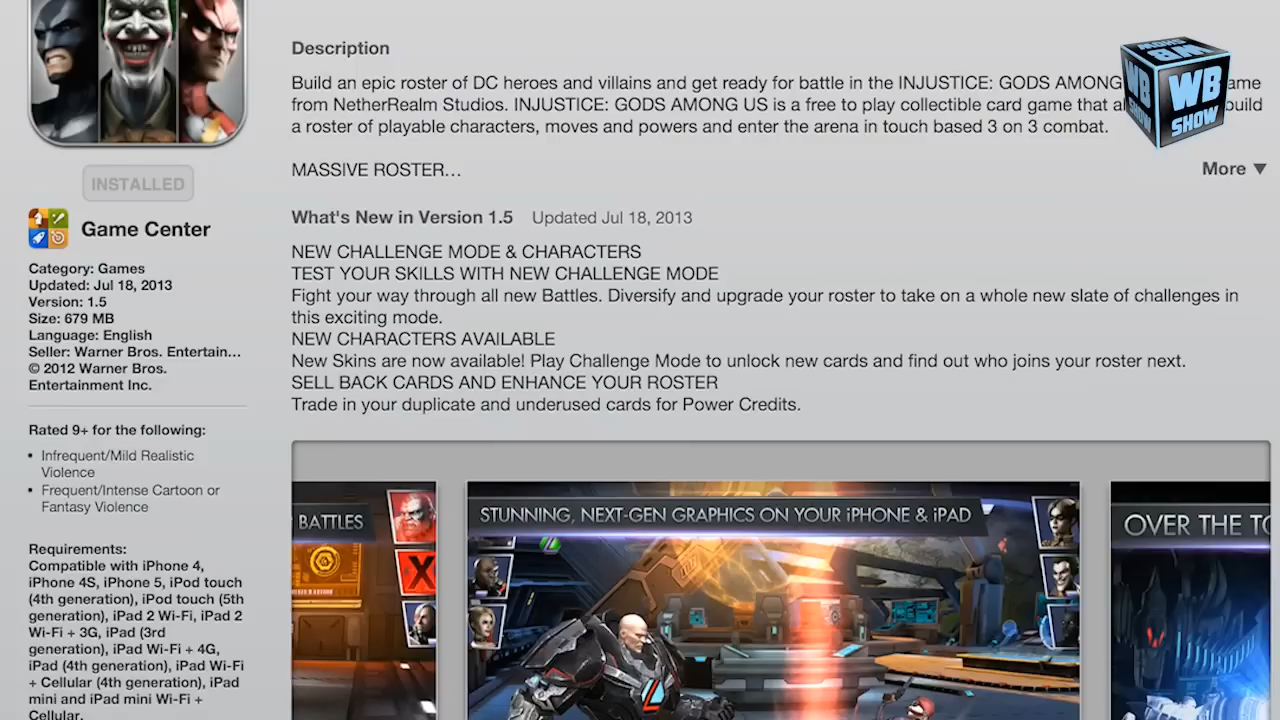 INSTALLED
Game Center
Category: Games
Updated: Jul 18, 2013
Version: 1.5
Size: 679 MB
Language: English
Seller: Warner Bros. Entertain...
© 2012 Warner Bros.
Entertainment Inc.
Rated 9+ for the following:
• Infrequent/Mild Realistic
Violence
• Frequent/Intense Cartoon or
Fantasy Violence
Requirements:
Compatible with iPhone 4,
iPhone 4S, iPhone 5, iPod touch
(4th generation), iPod touch (5th
generation), iPad 2 Wi-Fi, iPad 2
Wi-Fi + 3G, iPad (3rd
generation), iPad Wi-Fi + 4G,
iPad (4th generation), iPad Wi-Fi
+ Cellular (4th generation), iPad
mini and iPad mini Wi-Fi +
Cellular.
Description
Build an epic roster of DC heroes and villains and get ready for battle in the INJUSTICE: GODS AMONG
from NetherRealm Studios. INJUSTICE: GODS AMONG US is a free to play collectible card game that build
a roster of playable characters, moves and powers and enter the arena in touch based 3 on 3 combat.
MASSIVE ROSTER...
More ▼
What's New in Version 1.5 Updated Jul 18, 2013
NEW CHALLENGE MODE & CHARACTERS
TEST YOUR SKILLS WITH NEW CHALLENGE MODE
Fight your way through all new Battles. Diversify and upgrade your roster to take on a whole new slate of challenges in
this exciting mode.
NEW CHARACTERS AVAILABLE
New Skins are now available! Play Challenge Mode to unlock new cards and find out who joins your roster next.
SELL BACK CARDS AND ENHANCE YOUR ROSTER
Trade in your duplicate and underused cards for Power Credits.
BATTLES
STUNNING, NEXT-GEN GRAPHICS ON YOUR iPHONE & iPAD
OVER THE
WB SHOW
WB
SHOW
WB
SHOW